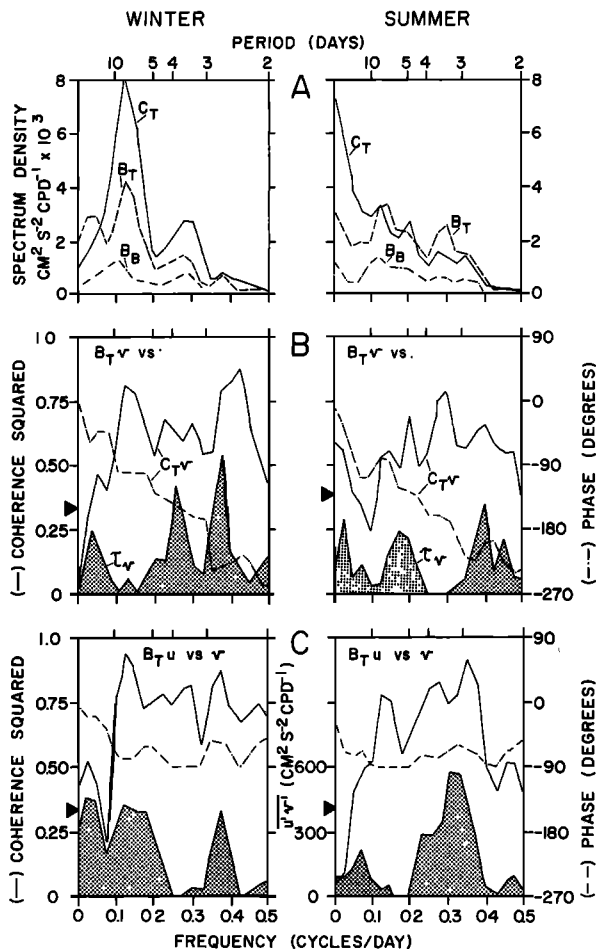 WINTER SUMMER
PERIOD (DAYS)
10 5 4 3 2 10 5 4 3 2
A
SPECTRUM DENSITY
CM² S⁻² CPD⁻¹ × 10³
8 6 4 2 0
C_T
B_T
B_B
C_T
B_T
B_B
8 6 4 2 0
B
(—) COHERENCE SQUARED
1.0 0.75 0.50 0.25 0
B_T v vs.
C_T v
τ_v
B_T v vs.
C_T v
τ_v
90 0 -90 -180 -270
(–·–) PHASE (DEGREES)
C
(—) COHERENCE SQUARED
1.0 0.75 0.50 0.25 0
B_T u vs v
B_T u vs v
u'v' (CM² S⁻² CPD⁻¹)
600 300 0
90 0 -90 -180 -270
(–·–) PHASE (DEGREES)
0 0.1 0.2 0.3 0.4 0.5 0 0.1 0.2 0.3 0.4 0.5
FREQUENCY (CYCLES/DAY)